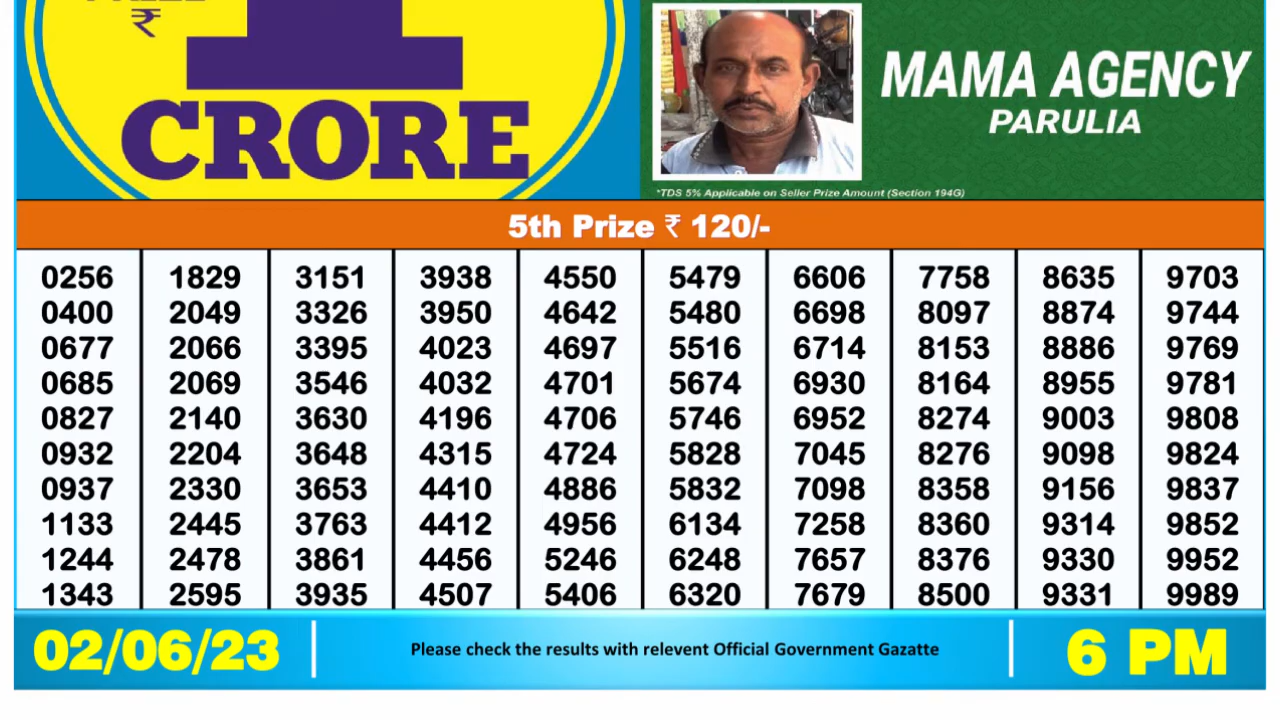 ₹
1
CRORE
MAMA AGENCY
PARULIA
*TDS 5% Applicable on Seller Prize Amount (Section 194G)
5th Prize ₹ 120/-
0256 1829 3151 3938 4550 5479 6606 7758 8635 9703
0400 2049 3326 3950 4642 5480 6698 8097 8874 9744
0677 2066 3395 4023 4697 5516 6714 8153 8886 9769
0685 2069 3546 4032 4701 5674 6930 8164 8955 9781
0827 2140 3630 4196 4706 5746 6952 8274 9003 9808
0932 2204 3648 4315 4724 5828 7045 8276 9098 9824
0937 2330 3653 4410 4886 5832 7098 8358 9156 9837
1133 2445 3763 4412 4956 6134 7258 8360 9314 9852
1244 2478 3861 4456 5246 6248 7657 8376 9330 9952
1343 2595 3935 4507 5406 6320 7679 8500 9331 9989
02/06/23
Please check the results with relevent Official Government Gazatte
6 PM